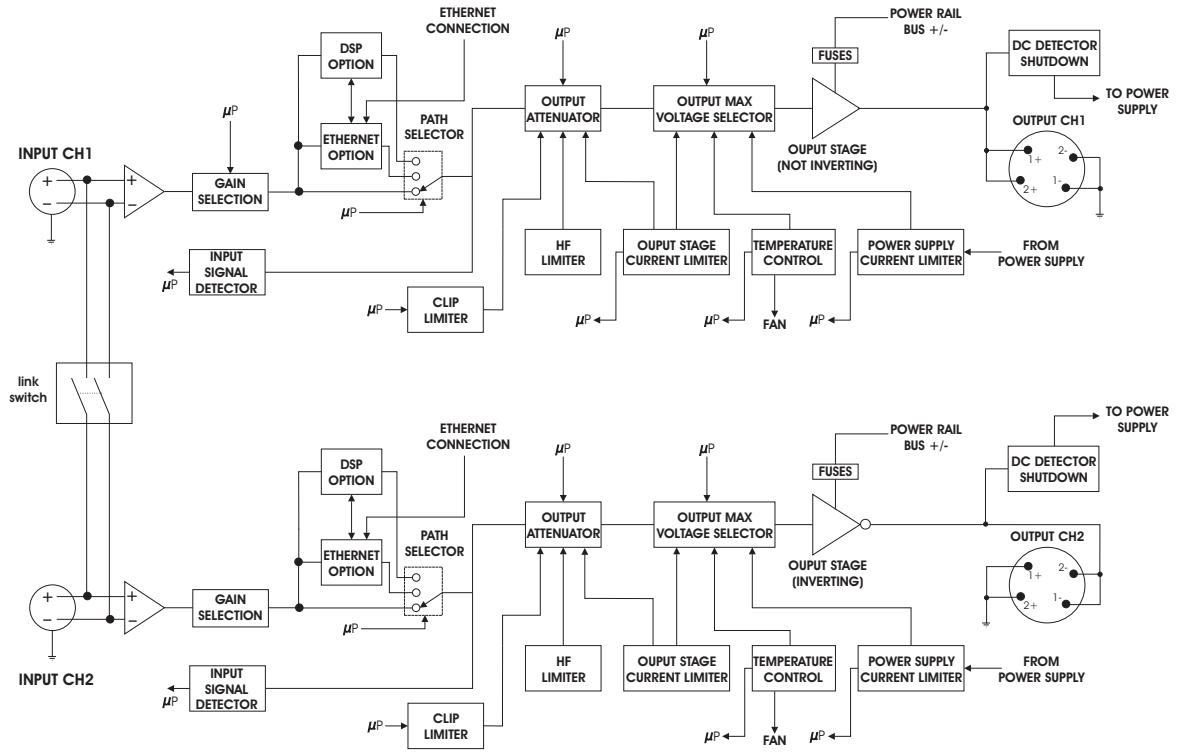 ETHERNET
CONNECTION
POWER RAIL
BUS +/-
DSP
OPTION
μP
μP
FUSES
DC DETECTOR
SHUTDOWN
TO POWER
SUPPLY
μP
ETHERNET
OPTION
PATH
SELECTOR
OUTPUT
ATTENUATOR
OUTPUT MAX
VOLTAGE SELECTOR
OUPUT STAGE
(NOT INVERTING)
OUTPUT CH1
1+
2-
2+
1-
INPUT CH1
+
−
+
−
GAIN
SELECTION
μP
INPUT
SIGNAL
DETECTOR
μP
HF
LIMITER
OUPUT STAGE
CURRENT LIMITER
TEMPERATURE
CONTROL
POWER SUPPLY
CURRENT LIMITER
FROM
POWER SUPPLY
μP
CLIP
LIMITER
μP
μP
FAN
μP
link
switch
ETHERNET
CONNECTION
POWER RAIL
BUS +/-
TO POWER
SUPPLY
DSP
OPTION
μP
μP
FUSES
DC DETECTOR
SHUTDOWN
ETHERNET
OPTION
PATH
SELECTOR
OUTPUT
ATTENUATOR
OUTPUT MAX
VOLTAGE SELECTOR
OUPUT STAGE
(INVERTING)
OUTPUT CH2
1+
2-
2+
1-
+
−
+
−
GAIN
SELECTION
μP
INPUT CH2
INPUT
SIGNAL
DETECTOR
μP
HF
LIMITER
OUPUT STAGE
CURRENT LIMITER
TEMPERATURE
CONTROL
POWER SUPPLY
CURRENT LIMITER
FROM
POWER SUPPLY
μP
CLIP
LIMITER
μP
FAN
μP